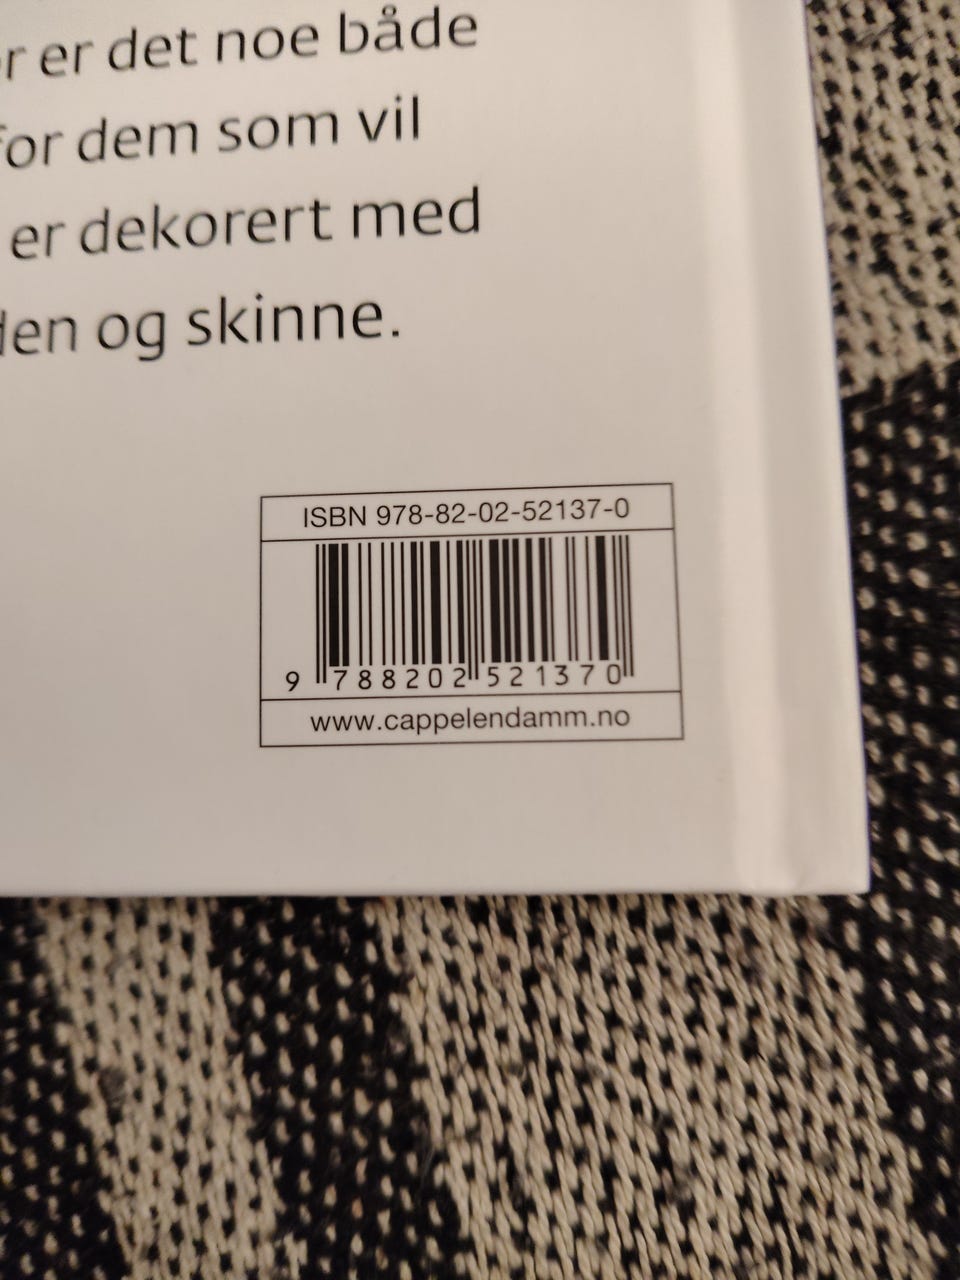 er det noe både
for dem som vil
er dekorert med
og skinne.
ISBN 978-82-02-52137-0
9 788202 521370
www.cappelendamm.no